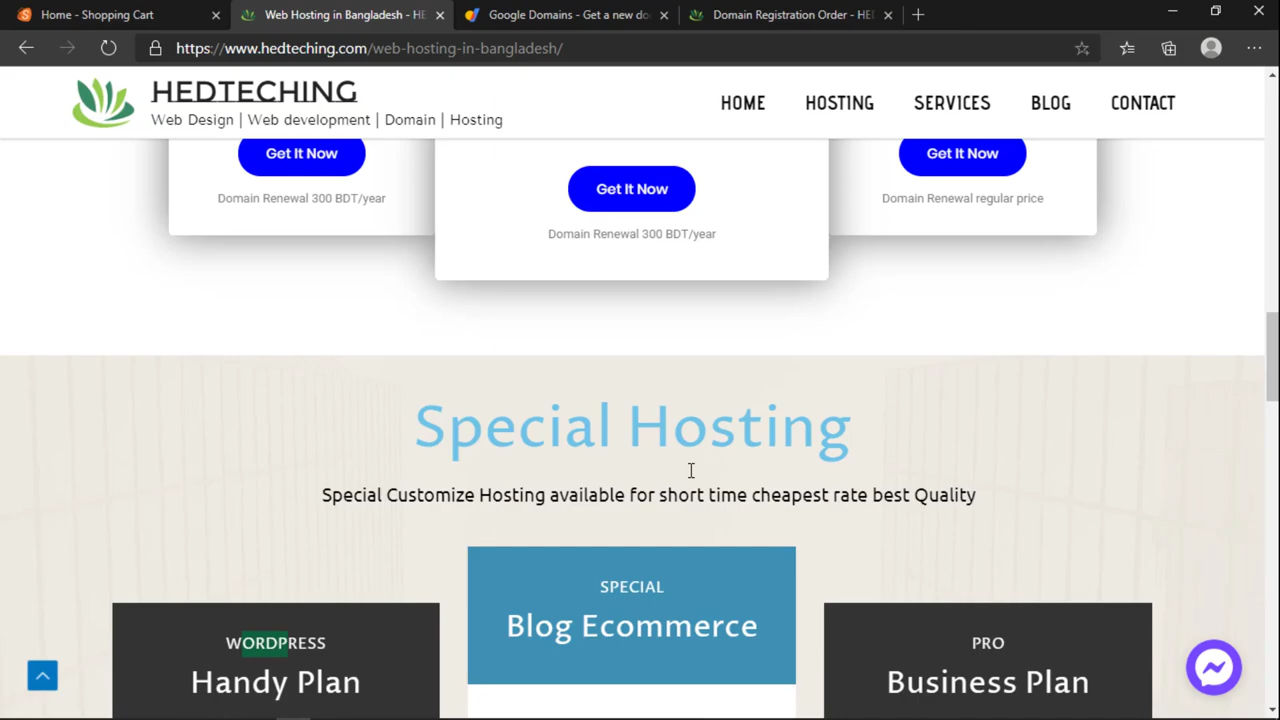 Home - Shopping Cart
Web Hosting in Bangladesh - HE
Google Domains - Get a new do
Domain Registration Order - HE
https://www.hedteching.com/web-hosting-in-bangladesh/
HEDTECHING
Web Design | Web development | Domain | Hosting
HOME HOSTING SERVICES BLOG CONTACT
Get It Now
Domain Renewal 300 BDT/year
Get It Now
Domain Renewal 300 BDT/year
Get It Now
Domain Renewal regular price
Special Hosting
Special Customize Hosting available for short time cheapest rate best Quality
WORDPRESS
Handy Plan
SPECIAL
Blog Ecommerce
PRO
Business Plan